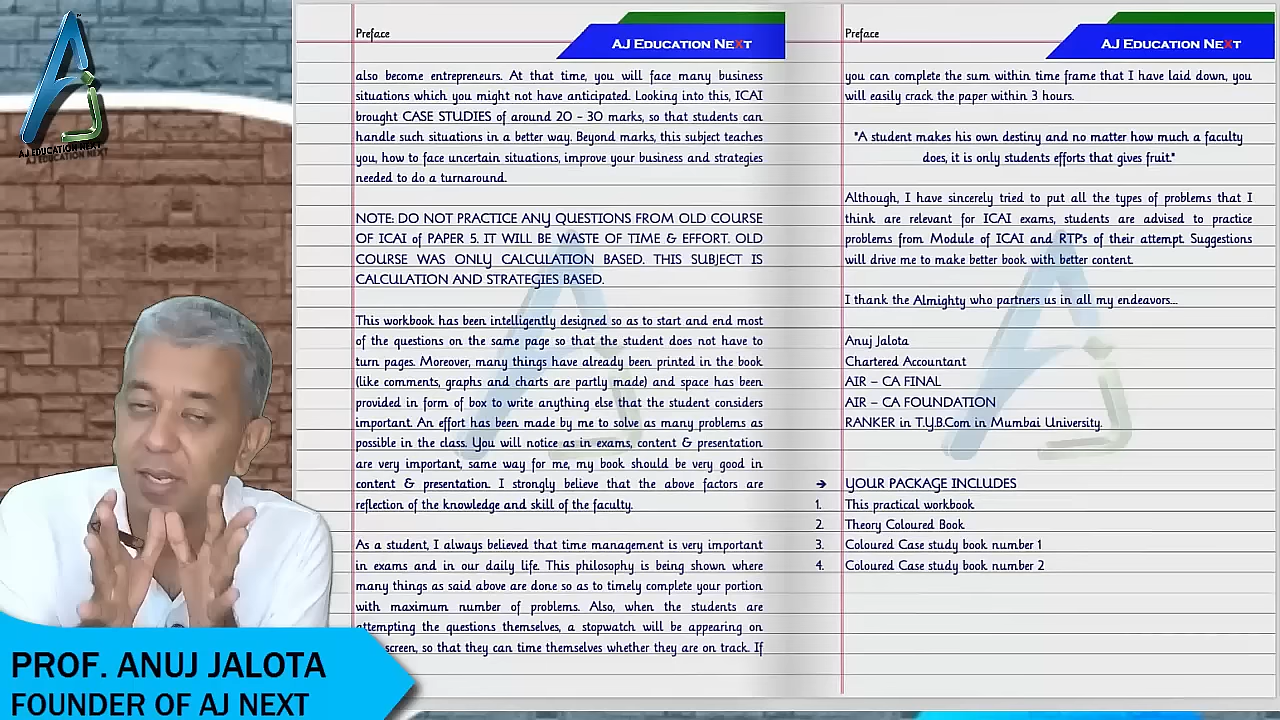 AJ EDUCATION NEXT
AJ EDUCATION NEXT
PROF. ANUJ JALOTA
FOUNDER OF AJ NEXT
Preface
AJ EDUCATION NEXT
also become entrepreneurs. At that time, you will face many business
situations which you might not have anticipated. Looking into this, ICAI
brought CASE STUDIES of around 20 - 30 marks, so that students can
handle such situations in a better way. Beyond marks, this subject teaches
you, how to face uncertain situations, improve your business and strategies
needed to do a turnaround.
NOTE: DO NOT PRACTICE ANY QUESTIONS FROM OLD COURSE
OF ICAI of PAPER 5. IT WILL BE WASTE OF TIME & EFFORT. OLD
COURSE WAS ONLY CALCULATION BASED. THIS SUBJECT IS
CALCULATION AND STRATEGIES BASED.
This workbook has been intelligently designed so as to start and end most
of the questions on the same page so that the student does not have to
turn pages. Moreover, many things have already been printed in the book
(like comments, graphs and charts are partly made) and space has been
provided in form of box to write anything else that the student considers
important. An effort has been made by me to solve as many problems as
possible in the class. You will notice as in exams, content & presentation
are very important, same way for me, my book should be very good in
content & presentation. I strongly believe that the above factors are
reflection of the knowledge and skill of the faculty.
As a student, I always believed that time management is very important
in exams and in our daily life. This philosophy is being shown where
many things as said above are done so as to timely complete your portion
with maximum number of problems. Also, when the students are
attempting the questions themselves, a stopwatch will be appearing on
screen, so that they can time themselves whether they are on track. If
Preface
AJ EDUCATION NEXT
you can complete the sum within time frame that I have laid down, you
will easily crack the paper within 3 hours.
"A student makes his own destiny and no matter how much a faculty
does, it is only students efforts that gives fruit."
Although, I have sincerely tried to put all the types of problems that I
think are relevant for ICAI exams, students are advised to practice
problems from Module of ICAI and RTP's of their attempt. Suggestions
will drive me to make better book with better content.
I thank the Almighty who partners us in all my endeavors...
Anuj Jalota
Chartered Accountant
AIR – CA FINAL
AIR – CA FOUNDATION
RANKER in T.Y.B.Com in Mumbai University.
→ YOUR PACKAGE INCLUDES
1. This practical workbook
2. Theory Coloured Book
3. Coloured Case study book number 1
4. Coloured Case study book number 2